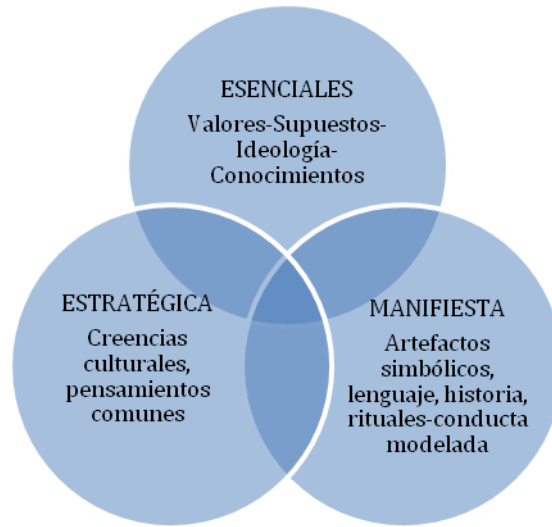 ESENCIALES
Valores-Supuestos-
Ideología-
Conocimientos
ESTRATÉGICA
Creencias
culturales,
pensamientos
comunes
MANIFIESTA
Artefactos
simbólicos,
lenguaje, historia,
rituales-conducta
modelada